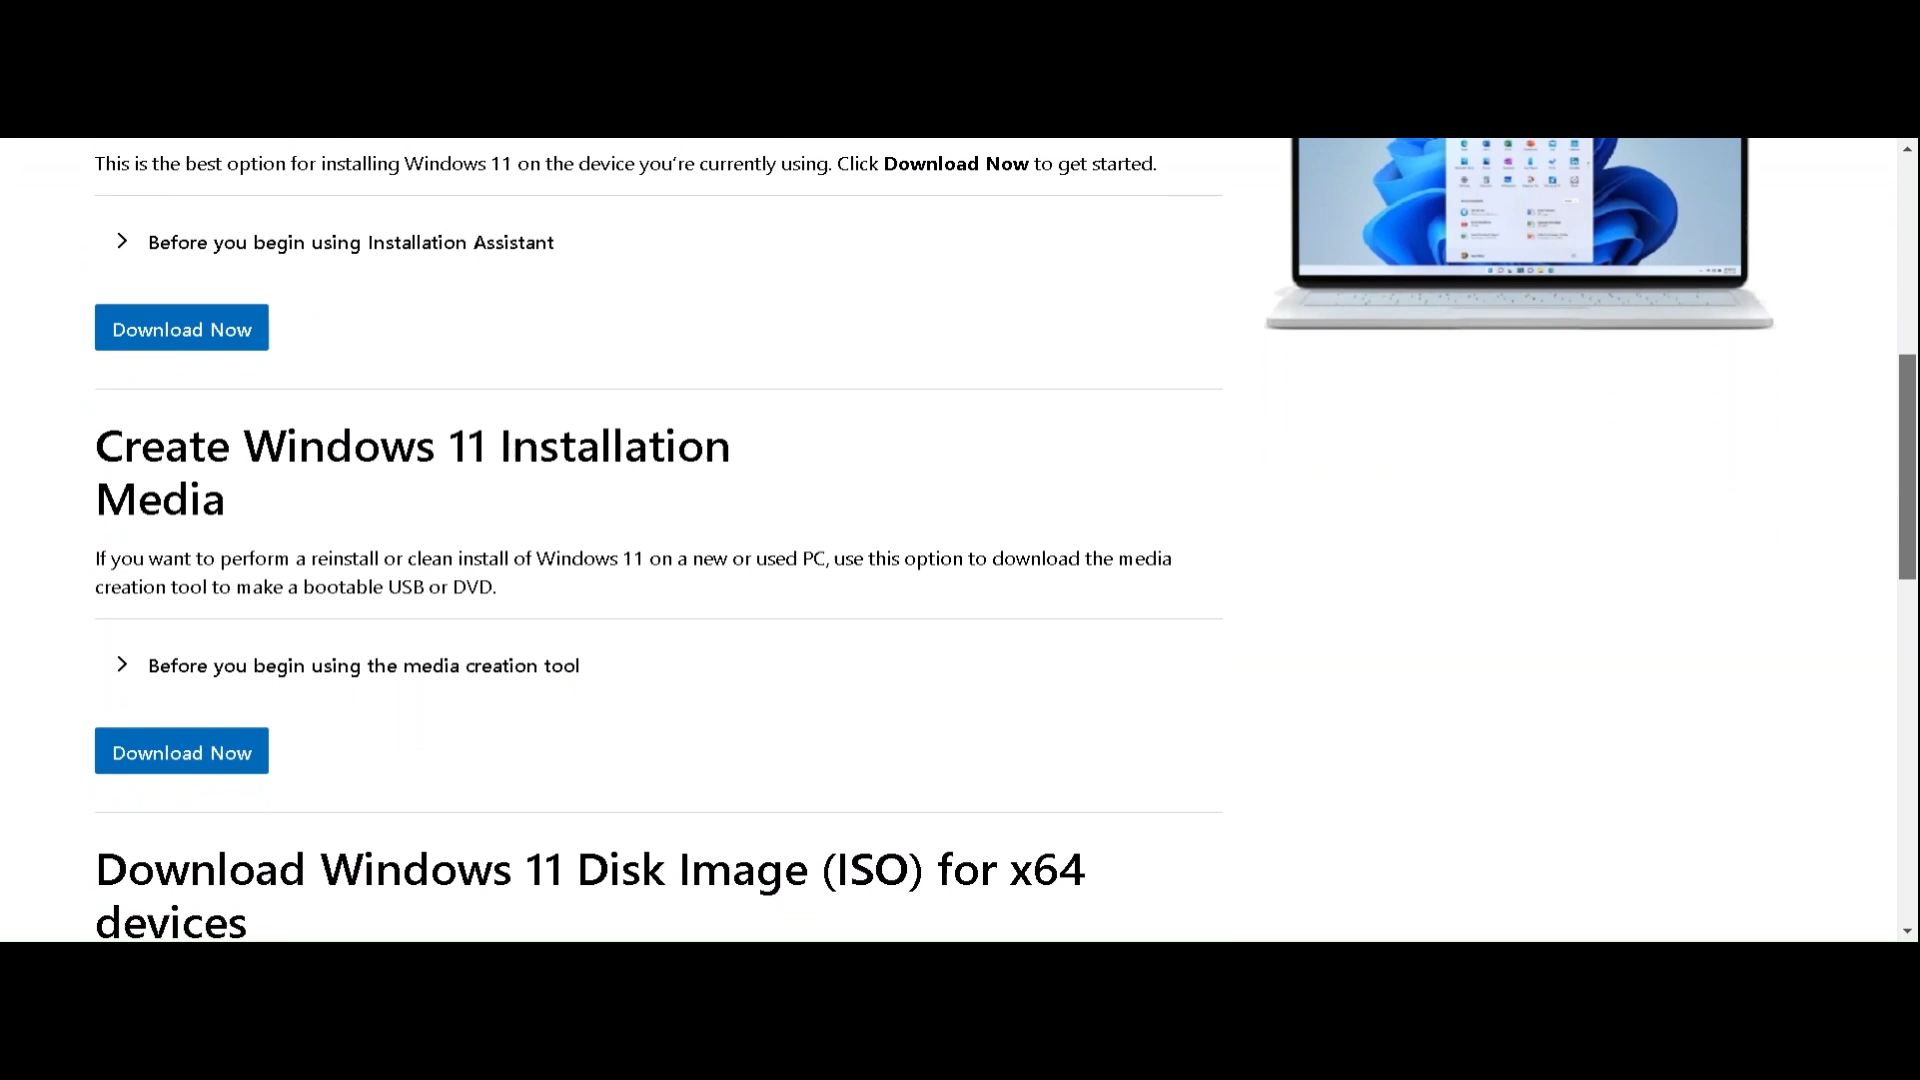 This is the best option for installing Windows 11 on the device you’re currently using. Click Download Now to get started.
Before you begin using Installation Assistant
Download Now
Create Windows 11 Installation
Media
If you want to perform a reinstall or clean install of Windows 11 on a new or used PC, use this option to download the media
creation tool to make a bootable USB or DVD.
Before you begin using the media creation tool
Download Now
Download Windows 11 Disk Image (ISO) for x64
devices